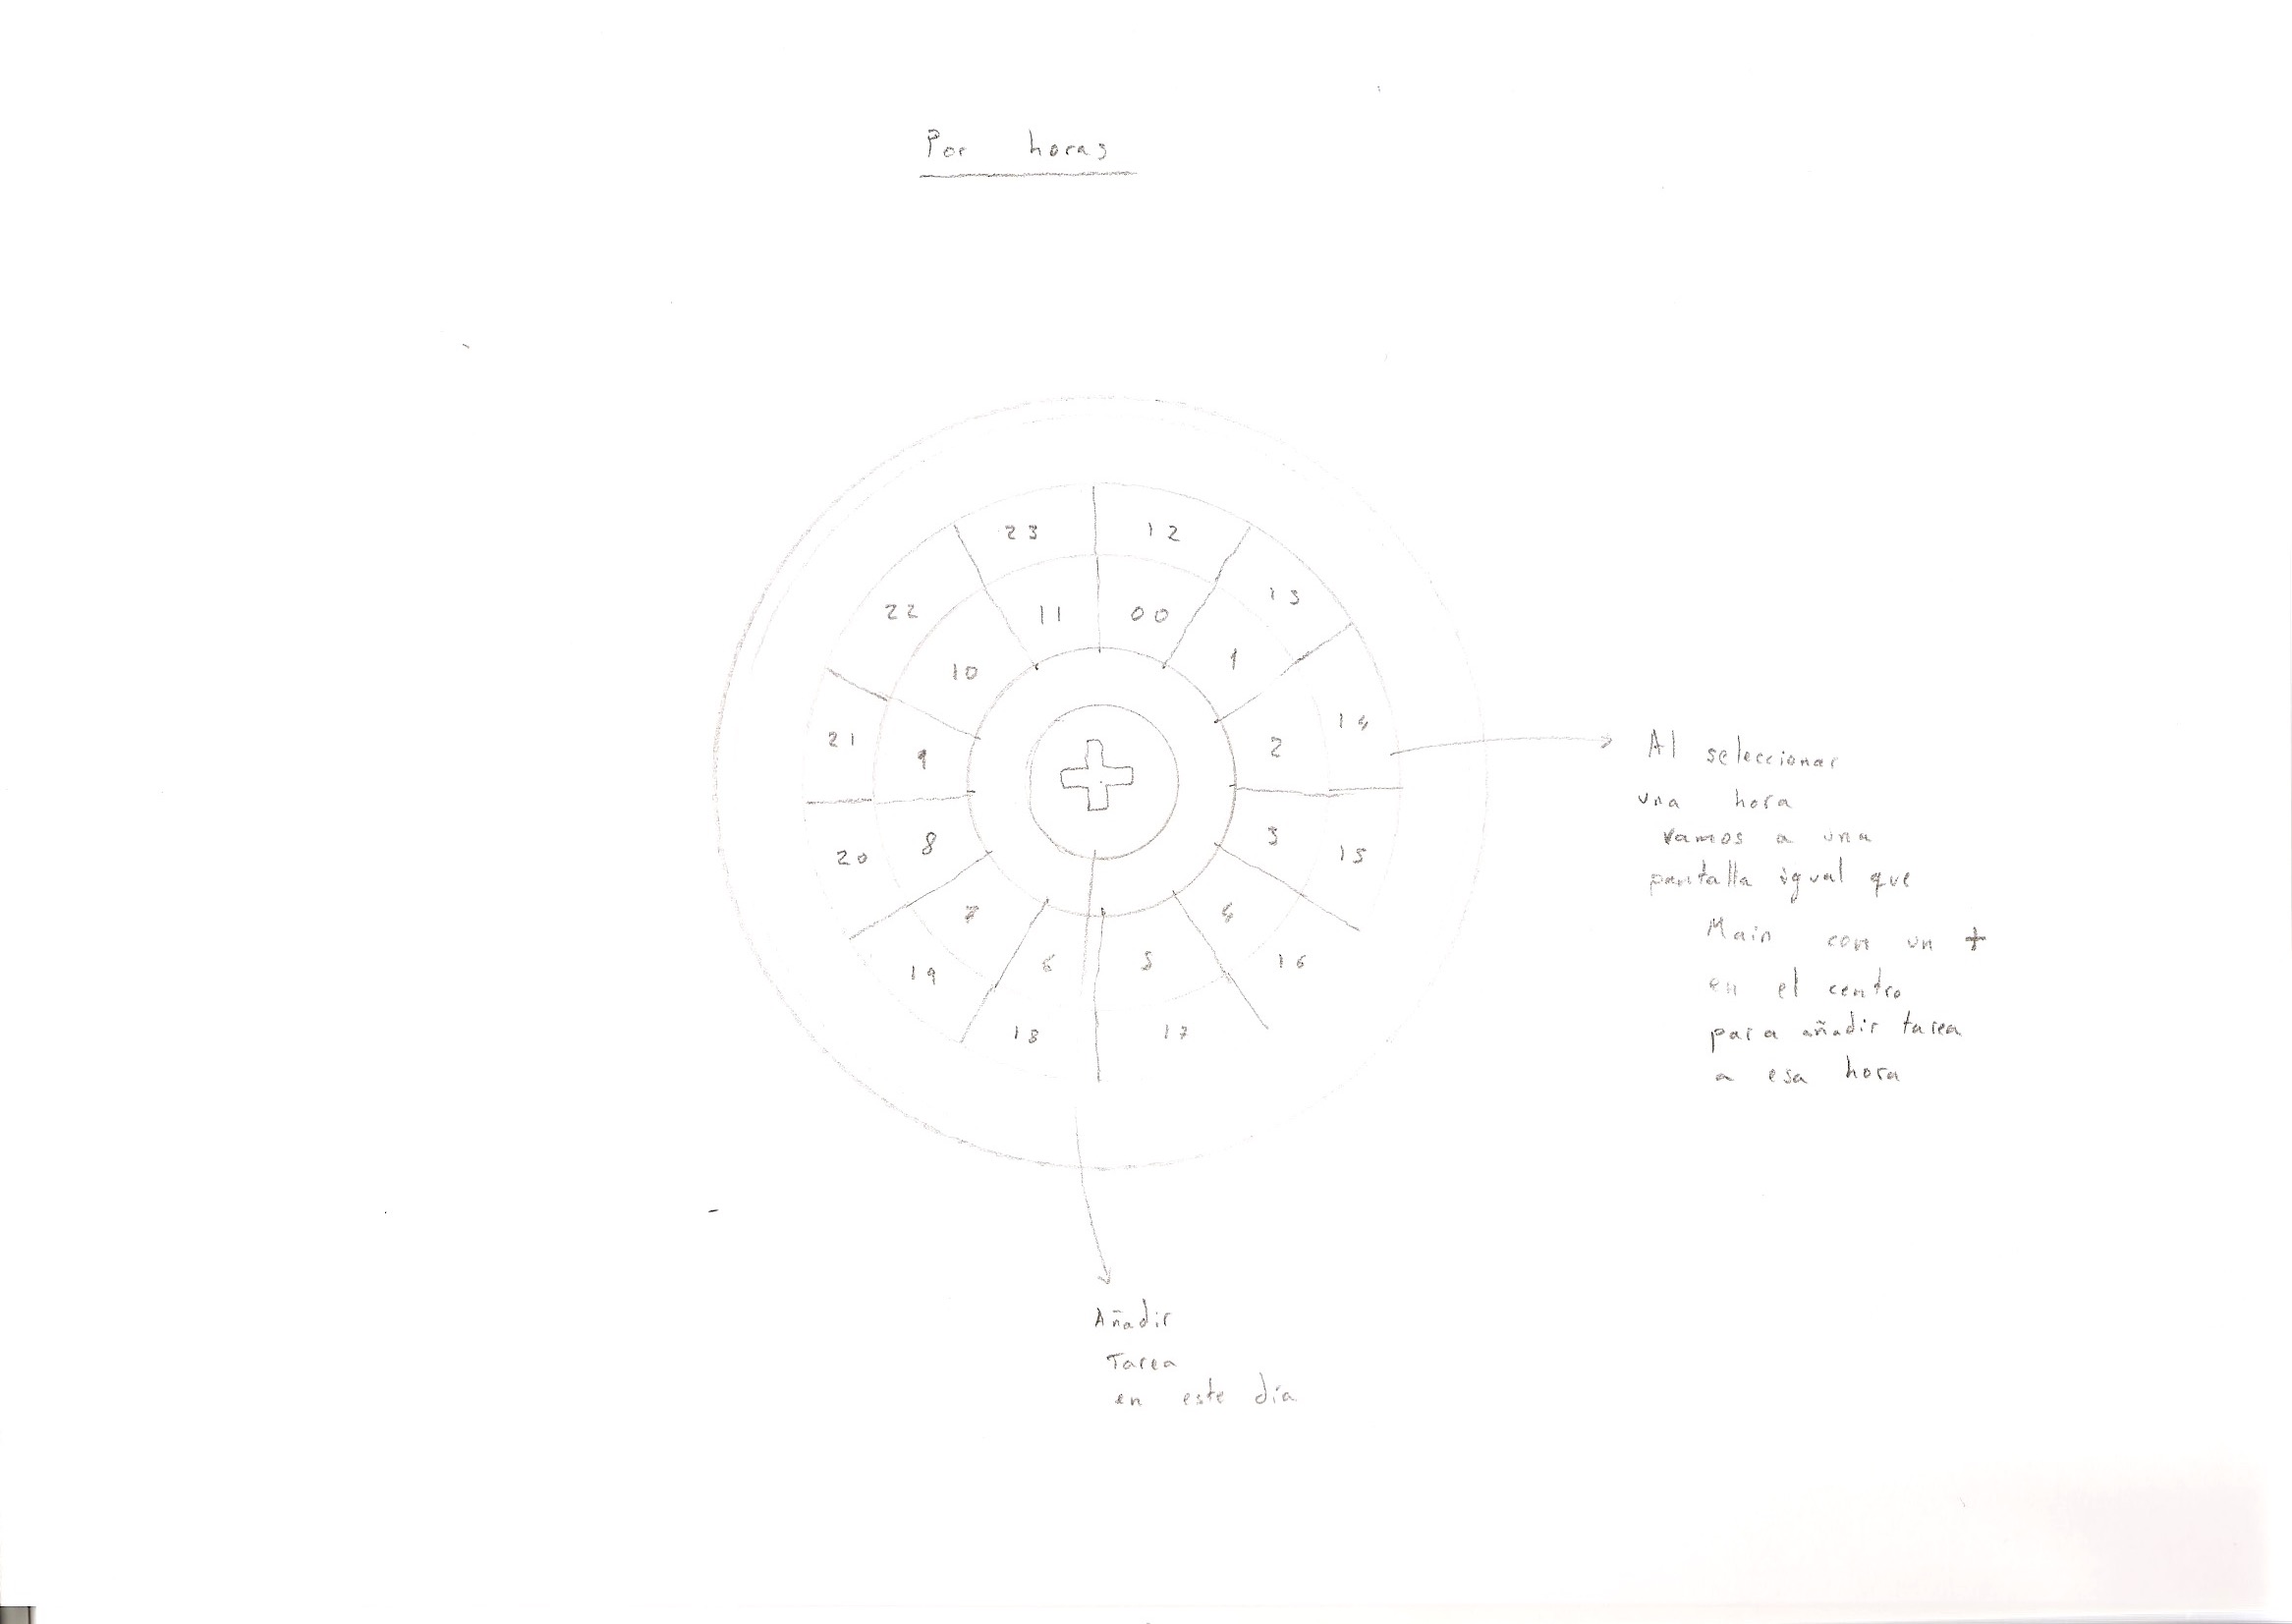 Por horas
23 12
22 13
11 00
10 1
21 9 2 14
20 8 3 15
7 4
19 6 5 16
18 17
Al seleccionar
una hora
vamos a una
pantalla igual que
Main con un +
en el centro
para añadir tarea
a esa hora
Añadir
Tarea
en este día